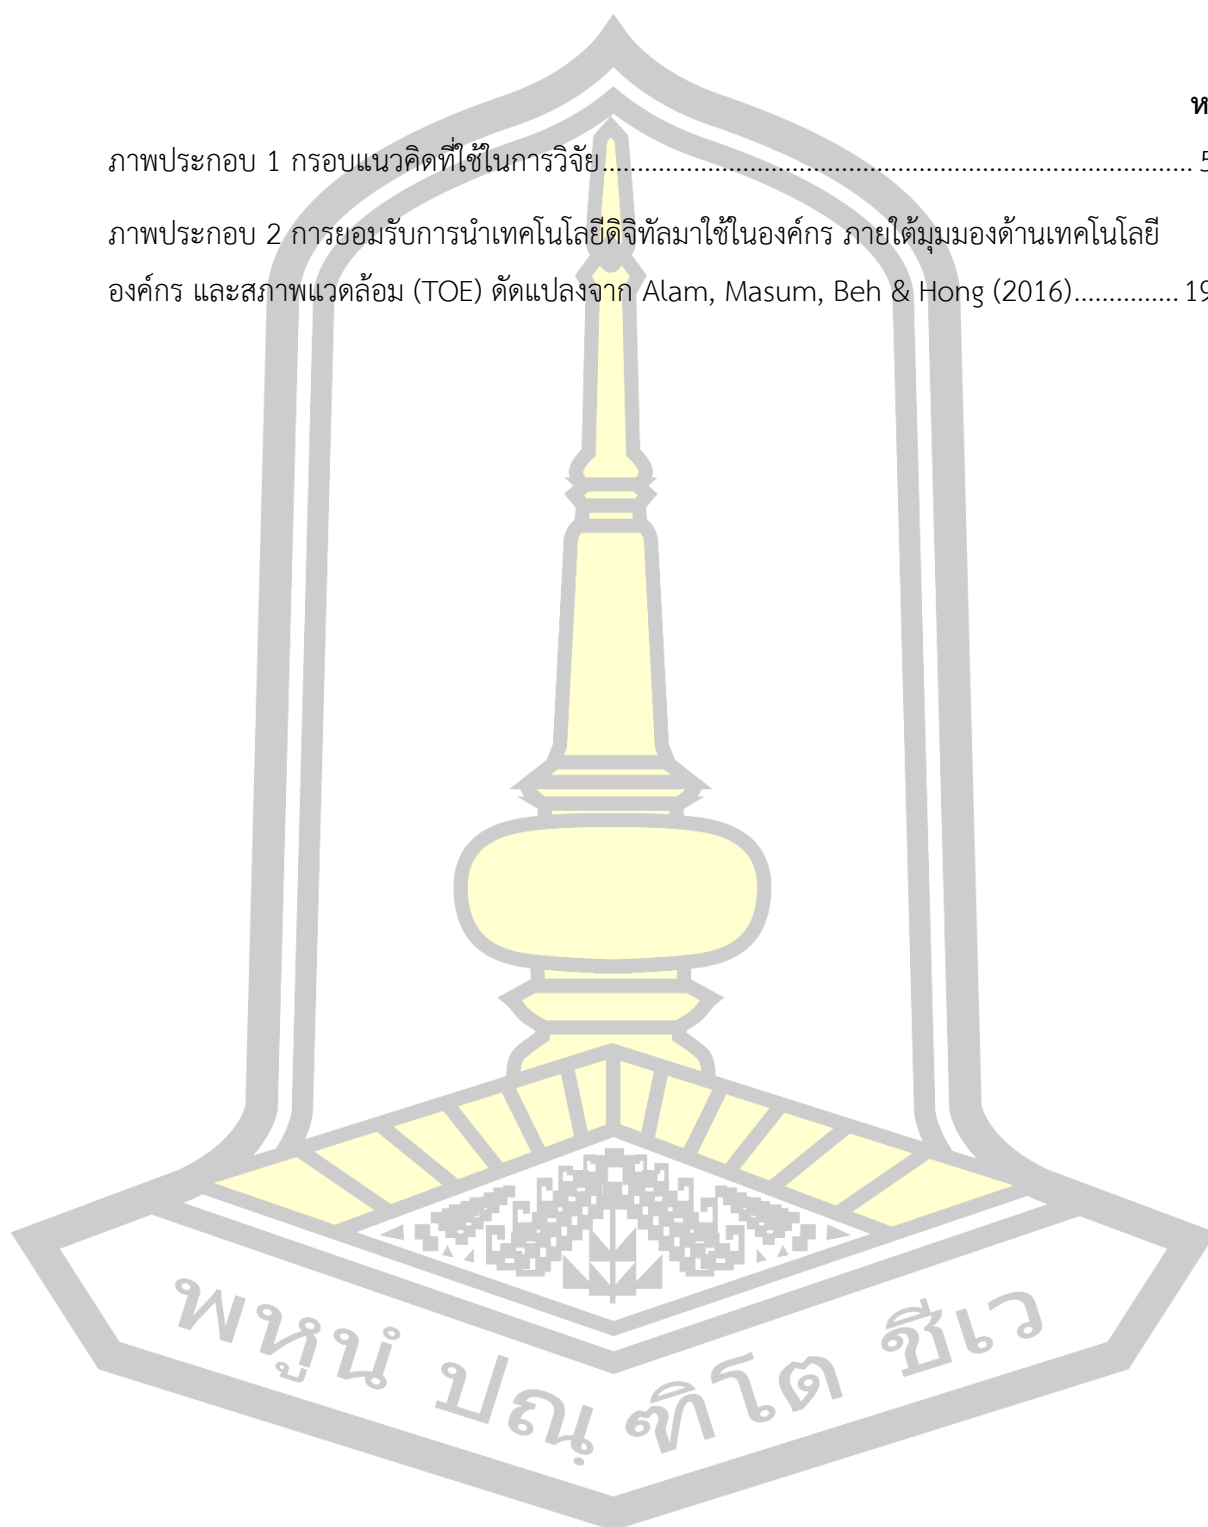 ห
ภาพประกอบ 1 กรอบแนวคิดที่ใช้ในการวิจัย.......................................................................................... 5
ภาพประกอบ 2 การยอมรับการนำเทคโนโลยีดิจิทัลมาใช้ในองค์กร ภายใต้มุมมองด้านเทคโนโลยี
องค์กร และสภาพแวดล้อม (TOE) ดัดแปลงจาก Alam, Masum, Beh & Hong (2016)............... 19
พหูนํ ปณฺฑิโต ชีเว